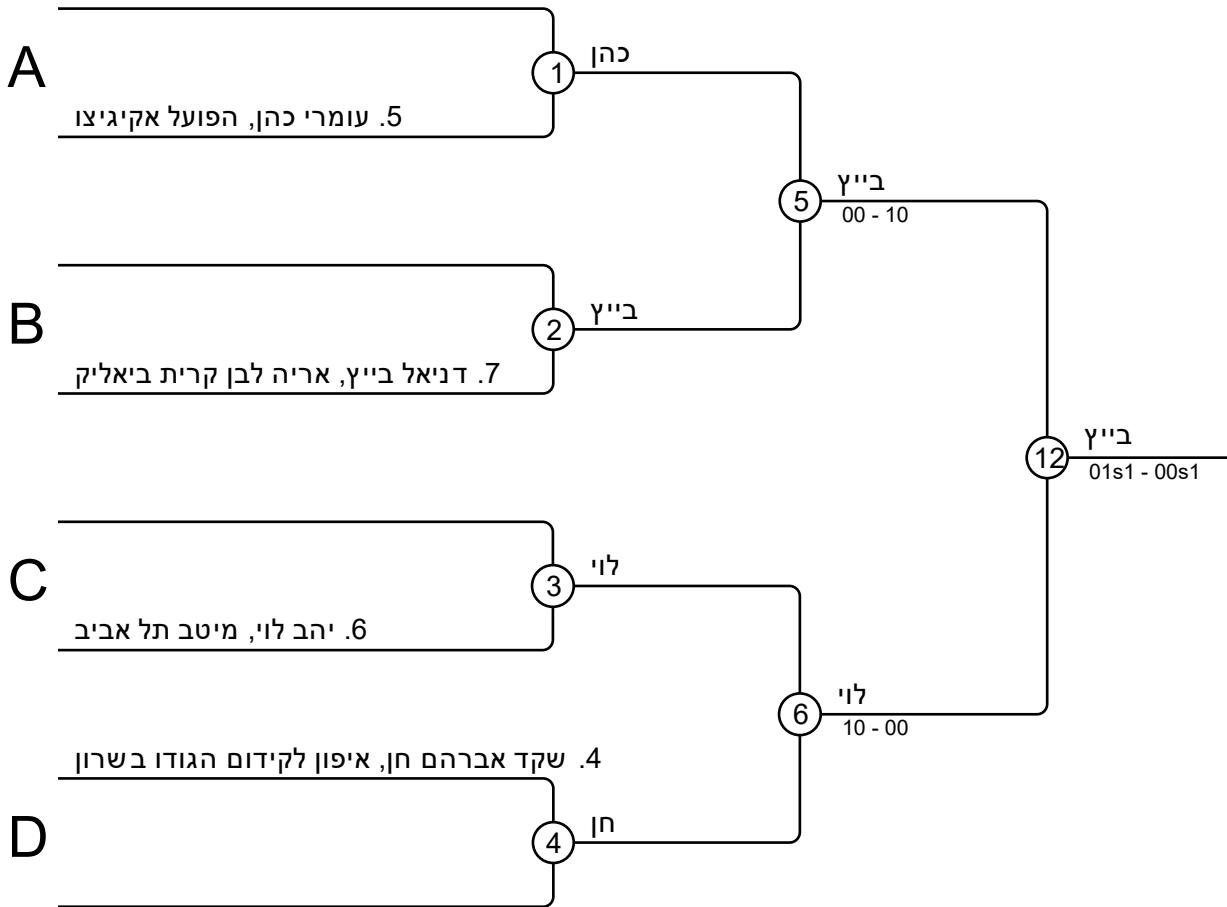 A
1
כהן
5. עומרי כהן, הפועל אקיגיצו
5
בייץ
00 - 10
B
2
בייץ
7. דניאל בייץ, אריה לבן קרית ביאליק
12
בייץ
01s1 - 00s1
C
3
לוי
6. יהב לוי, מיטב תל אביב
6
לוי
10 - 00
4. שקד אברהם חן, איפון לקידום הגודו בשרון
D
4
חן